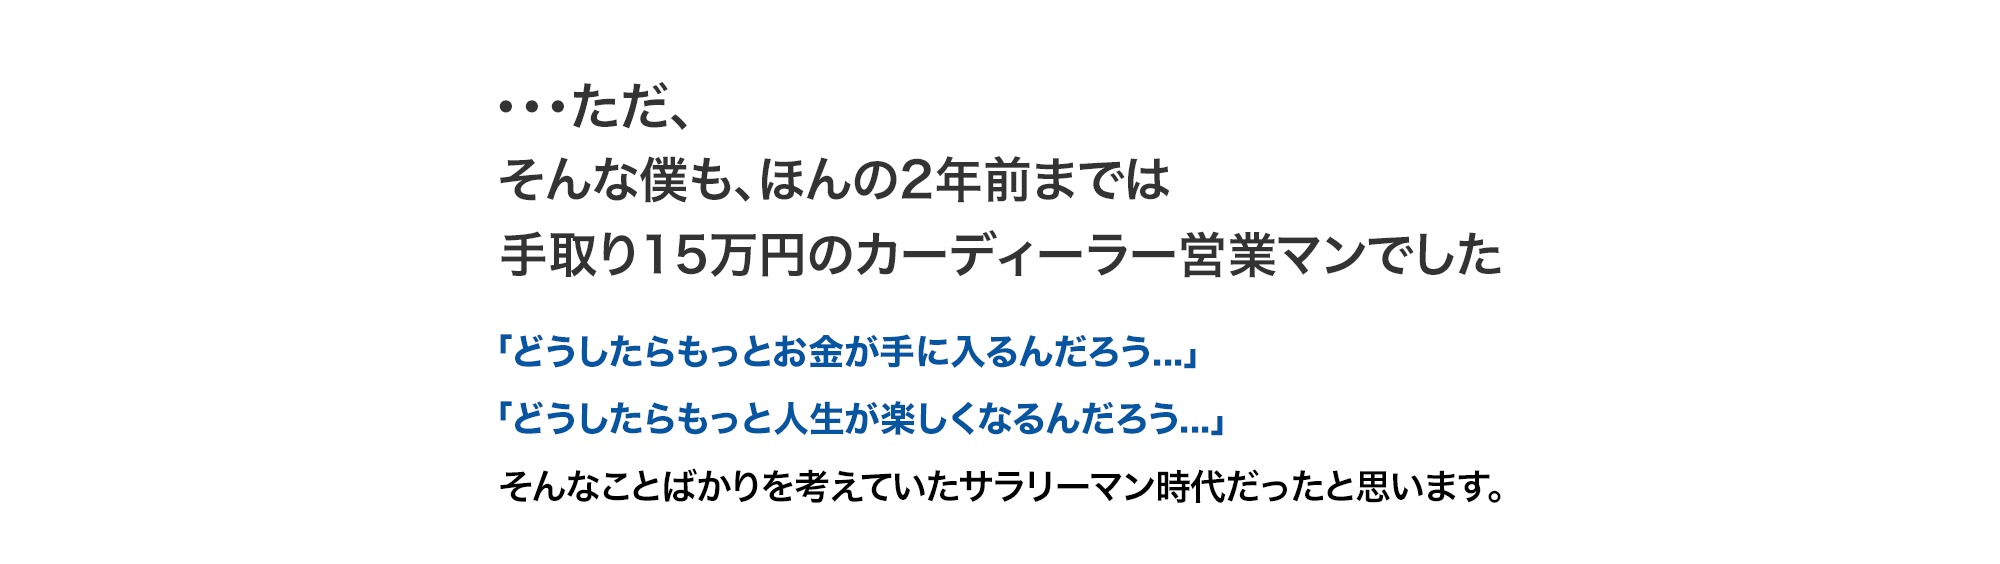 ・・・ただ、
そんな僕も、ほんの2年前までは
手取り15万円のカーディーラー営業マンでした
「どうしたらもっとお金が手に入るんだろう...」
「どうしたらもっと人生が楽しくなるんだろう...」
そんなことばかりを考えていたサラリーマン時代だったと思います。